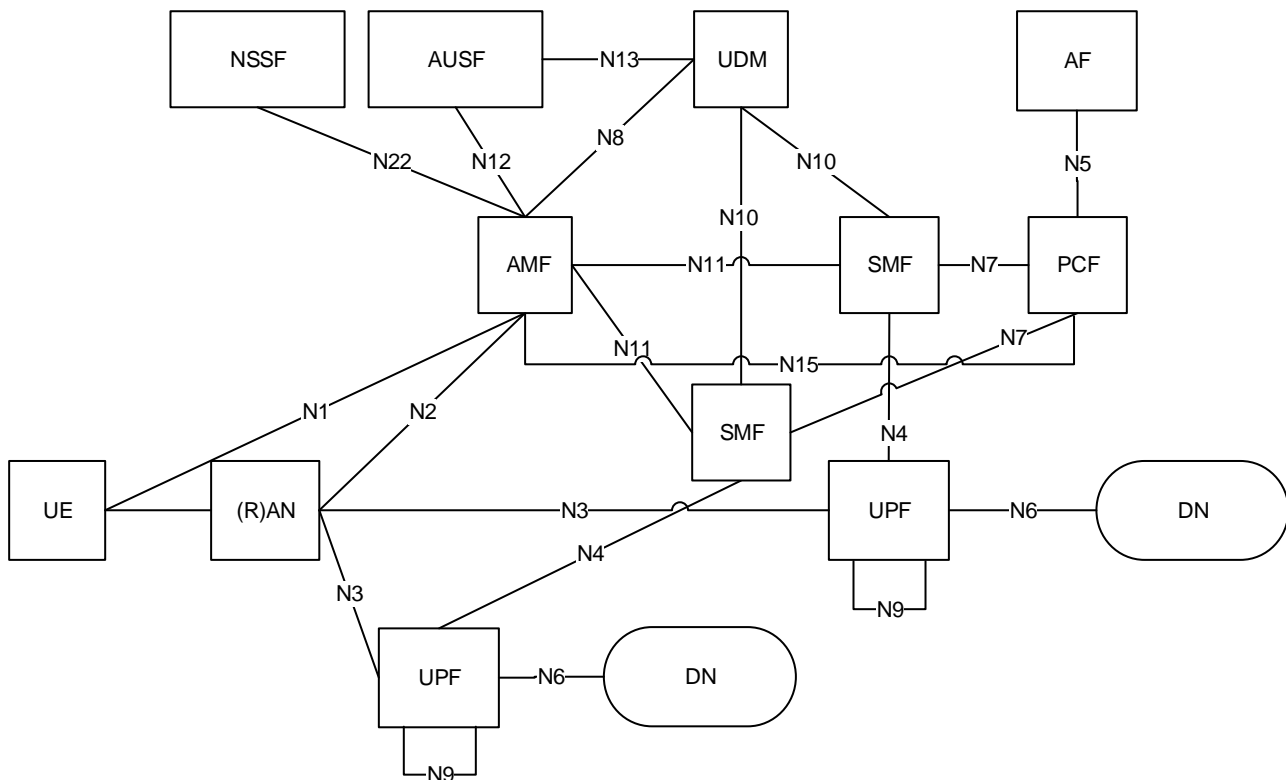 NSSF
AUSF
N13
UDM
AF
N22
N12
N8
N10
N5
N10
AMF
N11
SMF
N7
PCF
N11
N7
N15
N1
N2
SMF
N4
UE
(R)AN
N3
UPF
N6
DN
N4
N3
N9
UPF
N6
DN
N9